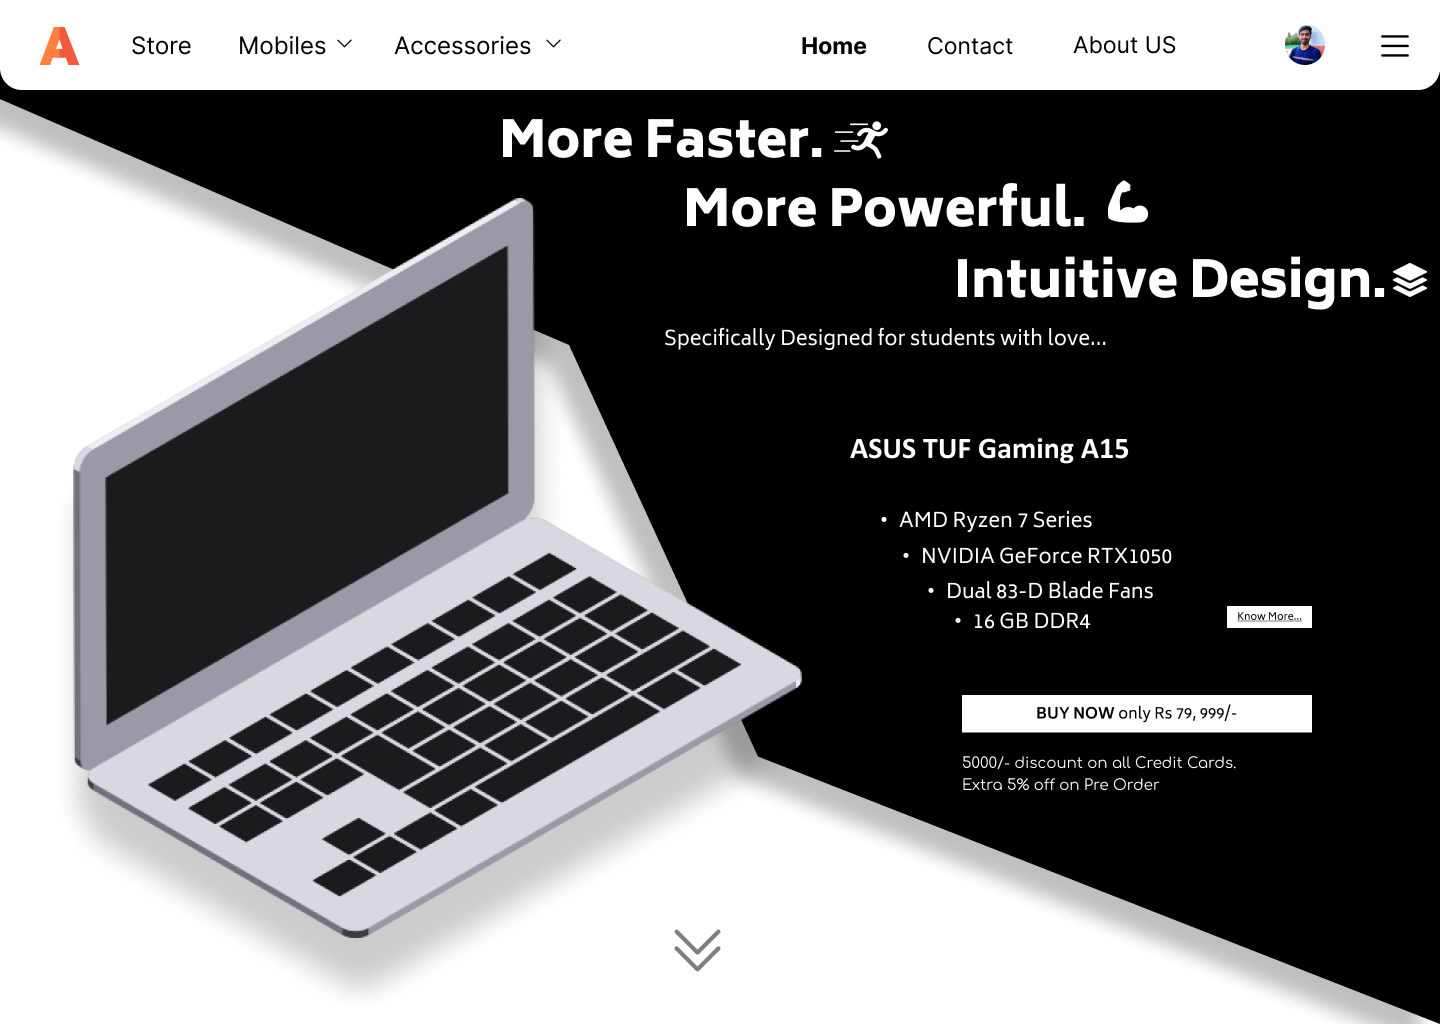 A
Store Mobiles Accessories Home Contact About US
More Faster.
More Powerful.
Intuitive Design.
Specifically Designed for students with love...
ASUS TUF Gaming A15
• AMD Ryzen 7 Series
• NVIDIA GeForce RTX1050
• Dual 83-D Blade Fans
• 16 GB DDR4
Know More...
BUY NOW only Rs 79, 999/-
5000/- discount on all Credit Cards.
Extra 5% off on Pre Order